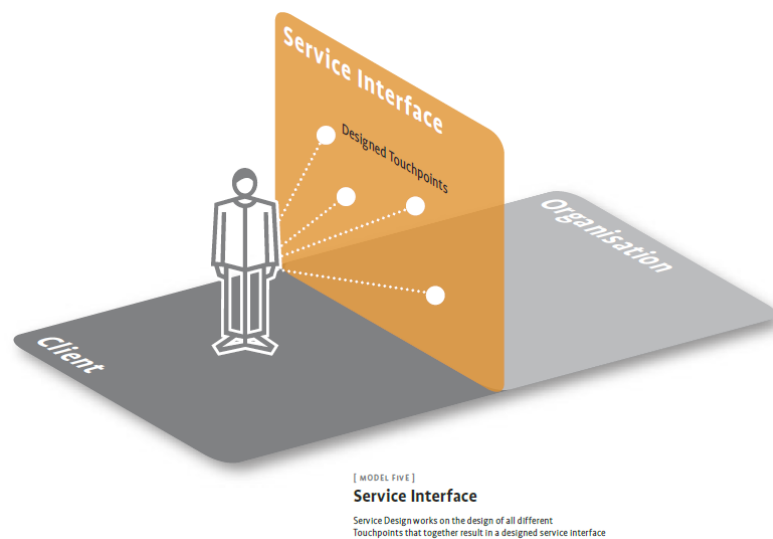 Service Interface
Designed Touchpoints
Organisation
Client
[ MODEL FIVE ]
Service Interface
Service Design works on the design of all different
Touchpoints that together result in a designed service interface